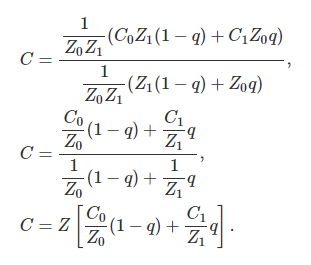 C = \frac{\frac{1}{Z_0 Z_1}(C_0 Z_1(1 - q) + C_1 Z_0 q)}{\frac{1}{Z_0 Z_1}(Z_1(1 - q) + Z_0 q)},
C = \frac{\frac{C_0}{Z_0}(1 - q) + \frac{C_1}{Z_1} q}{\frac{1}{Z_0}(1 - q) + \frac{1}{Z_1} q},
C = Z \left[ \frac{C_0}{Z_0}(1 - q) + \frac{C_1}{Z_1} q \right].